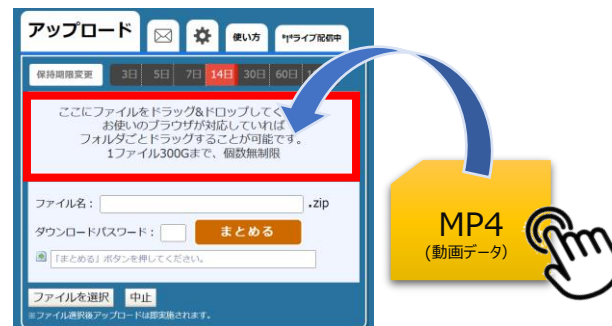 アップロード
使い方
ライブ配信中
保持期限変更 3日 5日 7日 14日 30日 60日
ここにファイルをドラッグ&ドロップしてく
お使いのブラウザが対応していれば
フォルダごとドラッグすることが可能です。
1ファイル300Gまで、個数無制限
ファイル名： .zip
ダウンロードパスワード： まとめる
「まとめる」ボタンを押してください。
ファイルを選択 中止
※ファイル選択後アップロードは即実施されます。
MP4
(動画データ)